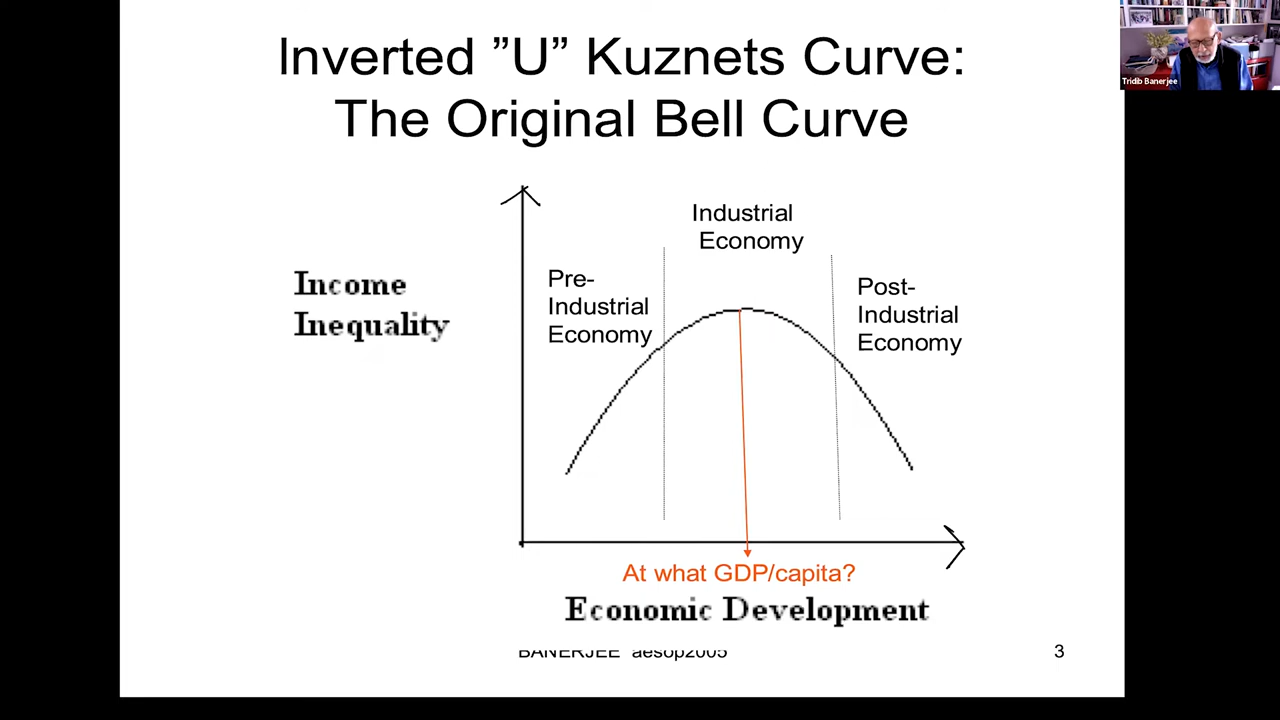 Inverted ”U” Kuznets Curve:
The Original Bell Curve
Tridib Banerjee
Industrial
Economy
Income
Inequality
Pre-
Industrial
Economy
Post-
Industrial
Economy
At what GDP/capita?
Economic Development
BANERJEE aesop2005
3